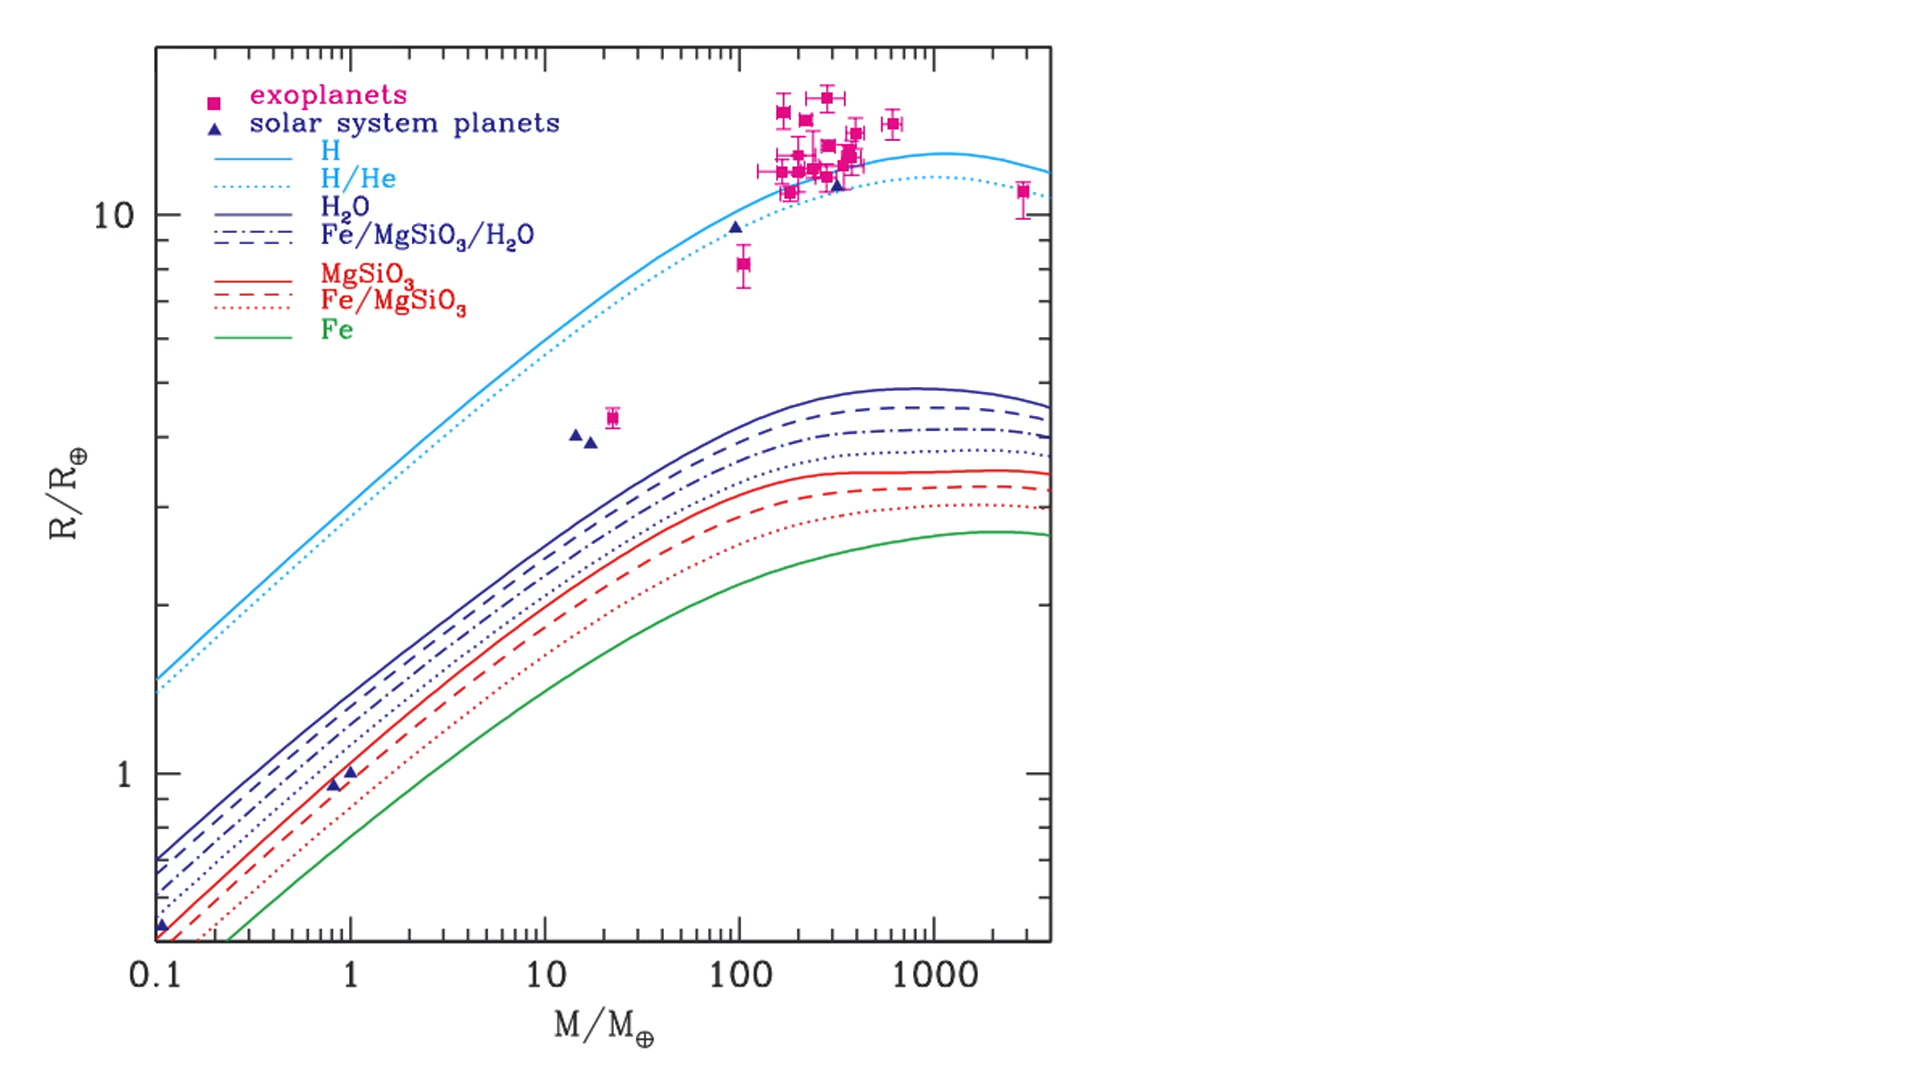 exoplanets
solar system planets
H
H/He
H₂O
Fe/MgSiO₃/H₂O
MgSiO₃
Fe/MgSiO₃
Fe
10
1
R/R⊕
0.1 1 10 100 1000
M/M⊕